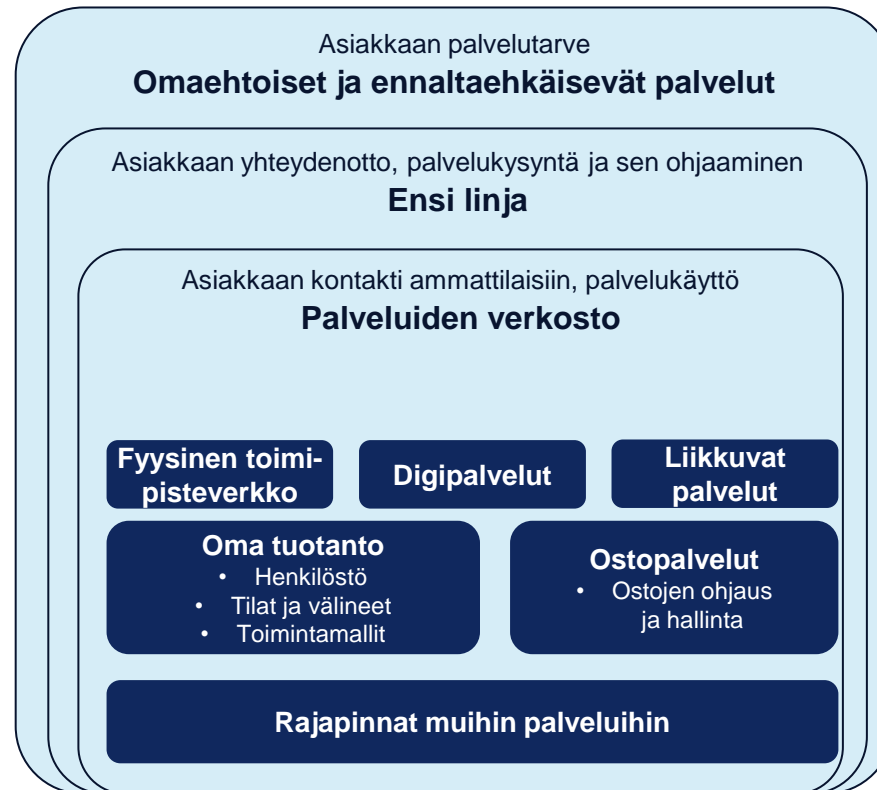 Asiakkaan palvelutarve
Omaehtoiset ja ennaltaehkäisevät palvelut
Asiakkaan yhteydenotto, palvelukysyntä ja sen ohjaaminen
Ensi linja
Asiakkaan kontakti ammattilaisiin, palvelukäyttö
Palveluiden verkosto
Fyysinen toimi-
pisteverkko
Digipalvelut
Liikkuvat
palvelut
Oma tuotanto
• Henkilöstö
• Tilat ja välineet
• Toimintamallit
Ostopalvelut
• Ostojen ohjaus
ja hallinta
Rajapinnat muihin palveluihin